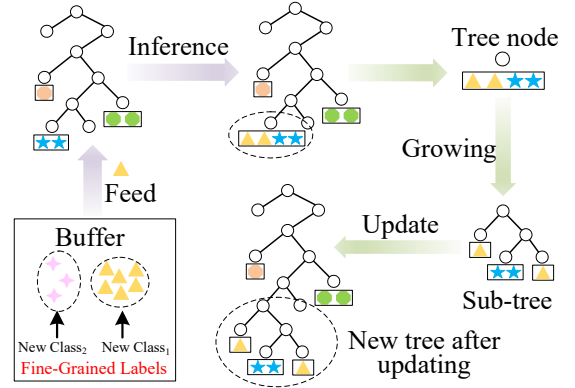 Inference
Tree node
Feed
Growing
Buffer
Update
Sub-tree
New tree after
updating
New Class₂
New Class₁
Fine-Grained Labels